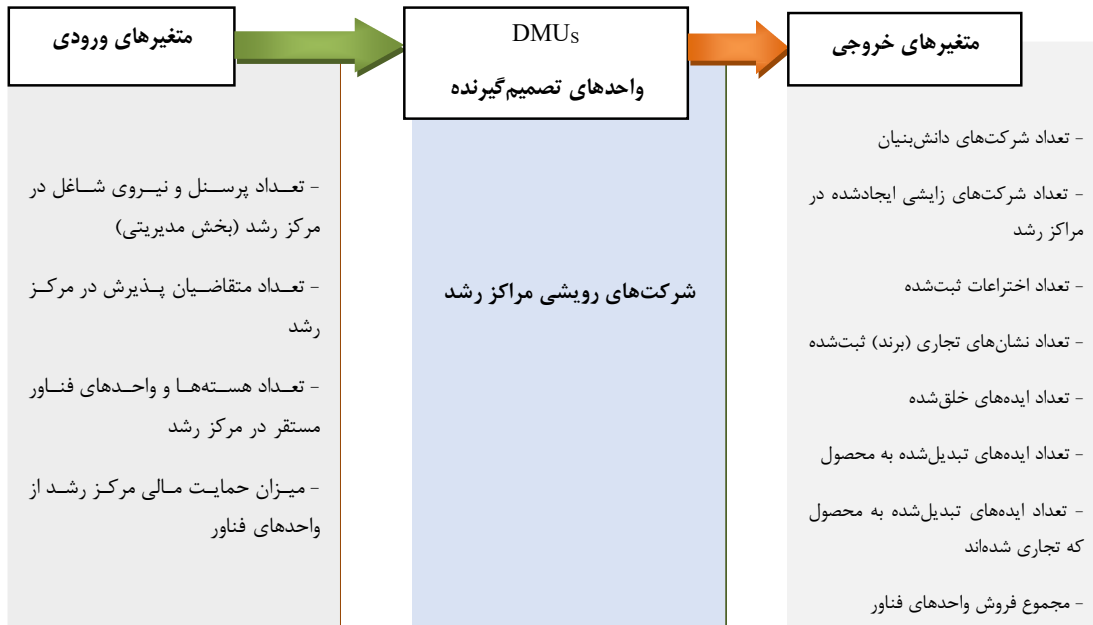 متغیرهای ورودی
- تعداد پرسنل و نیروی شاغل در
مرکز رشد (بخش مدیریتی)
- تعداد متقاضیان پذیرش در مرکز
رشد
- تعداد هسته‌ها و واحدهای فناور
مستقر در مرکز رشد
- میزان حمایت مالی مرکز رشد از
واحدهای فناور
DMUs
واحدهای تصمیم‌گیرنده
شرکت‌های رویشی مراکز رشد
متغیرهای خروجی
- تعداد شرکت‌های دانش‌بنیان
- تعداد شرکت‌های زایشی ایجادشده در
مراکز رشد
- تعداد اختراعات ثبت‌شده
- تعداد نشان‌های تجاری (برند) ثبت‌شده
- تعداد ایده‌های خلق‌شده
- تعداد ایده‌های تبدیل‌شده به محصول
- تعداد ایده‌های تبدیل‌شده به محصول
که تجاری شده‌اند
- مجموع فروش واحدهای فناور